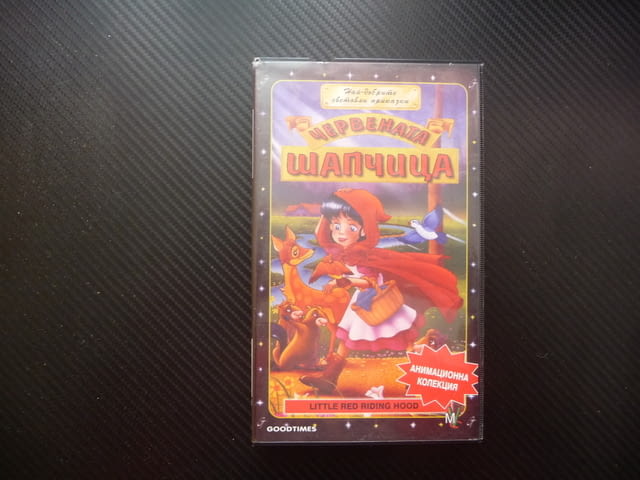 Най-добрите
световни приказки
ЧЕРВЕНАТА
ШАПЧИЦА
АНИМАЦИОННА
КОЛЕКЦИЯ
LITTLE RED RIDING HOOD
GOODTIMES
M